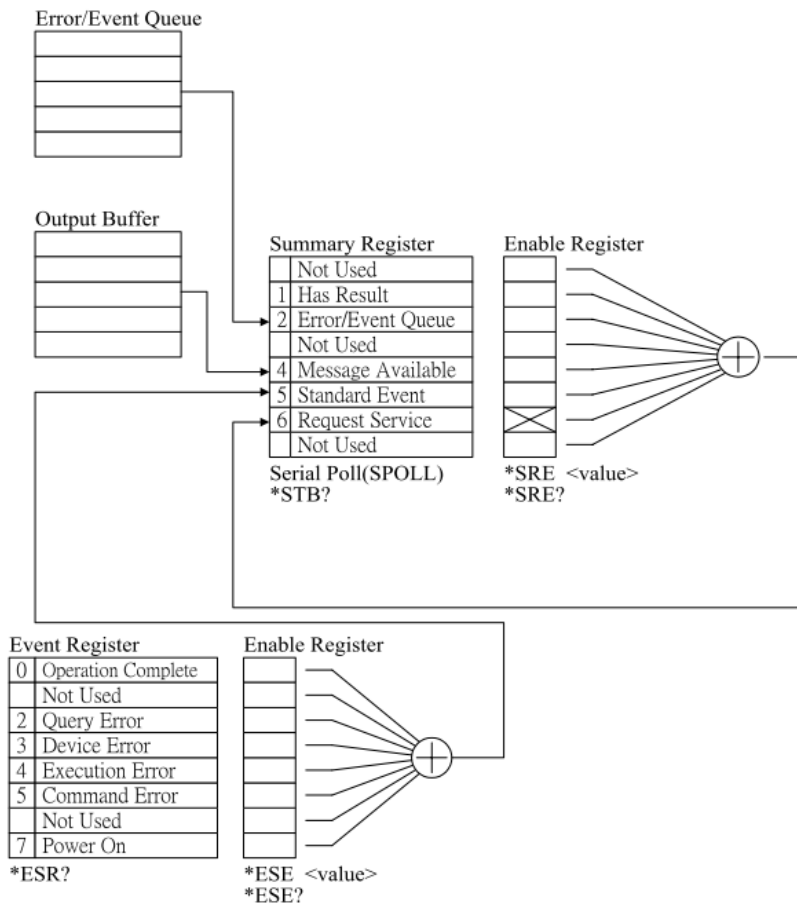 Error/Event Queue
Output Buffer
Summary Register
Not Used
1 Has Result
2 Error/Event Queue
Not Used
4 Message Available
5 Standard Event
6 Request Service
Not Used
Serial Poll(SPOLL)
*STB?
Enable Register
*SRE <value>
*SRE?
Event Register
0 Operation Complete
Not Used
2 Query Error
3 Device Error
4 Execution Error
5 Command Error
Not Used
7 Power On
*ESR?
Enable Register
*ESE <value>
*ESE?